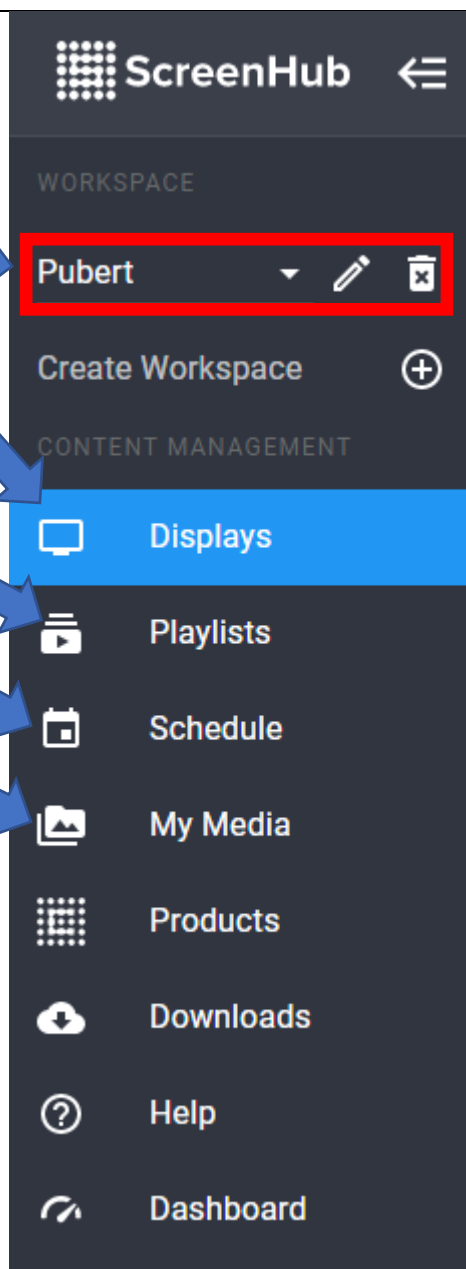 ScreenHub
WORKSPACE
Pubert
Create Workspace
CONTENT MANAGEMENT
Displays
Playlists
Schedule
My Media
Products
Downloads
Help
Dashboard